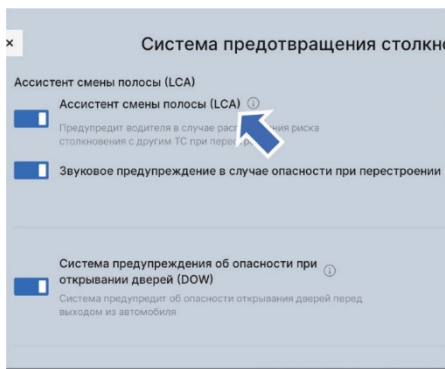 Система предотвращения столкно
Ассистент смены полосы (LCA)
Ассистент смены полосы (LCA)
Предупредит водителя в случае риска
столкновения с другим ТС при
Звуковое предупреждение в случае опасности при перестроении
Система предупреждения об опасности при
открывании дверей (DOW)
Система предупредит об опасности открывания дверей перед
выходом из автомобиля